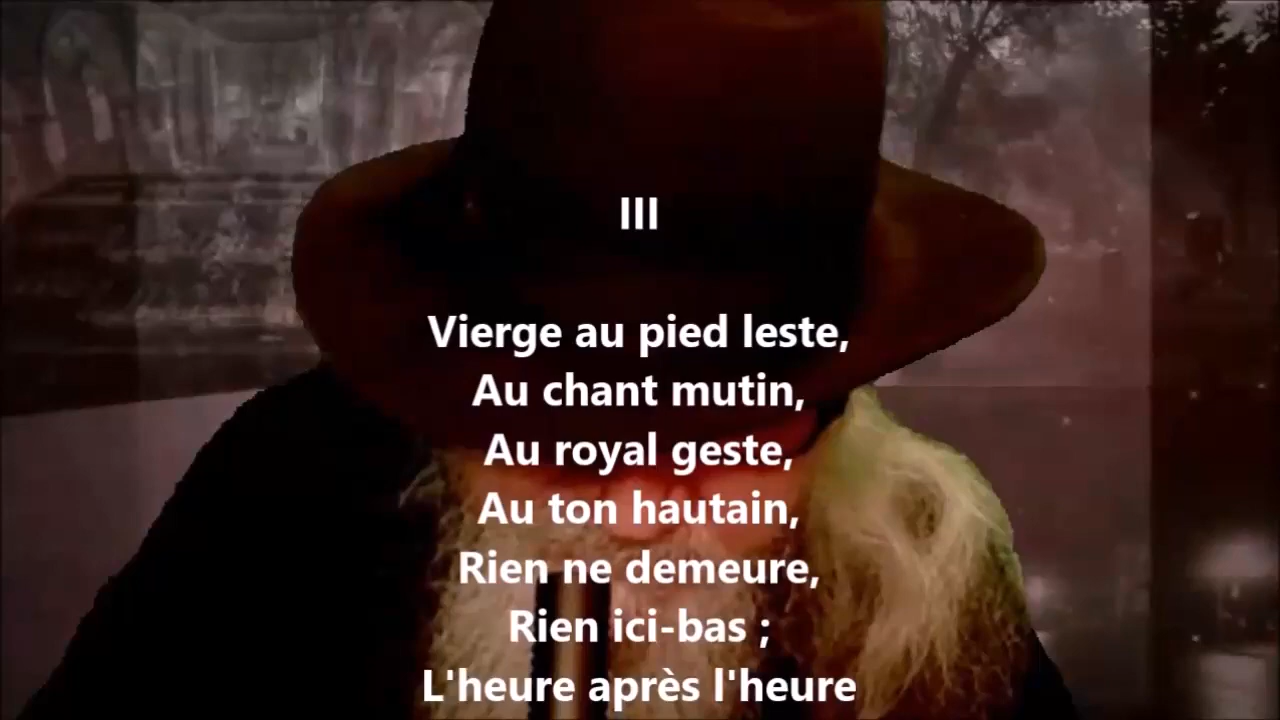 III
Vierge au pied leste,
Au chant mutin,
Au royal geste,
Au ton hautain,
Rien ne demeure,
Rien ici-bas ;
L'heure après l'heure